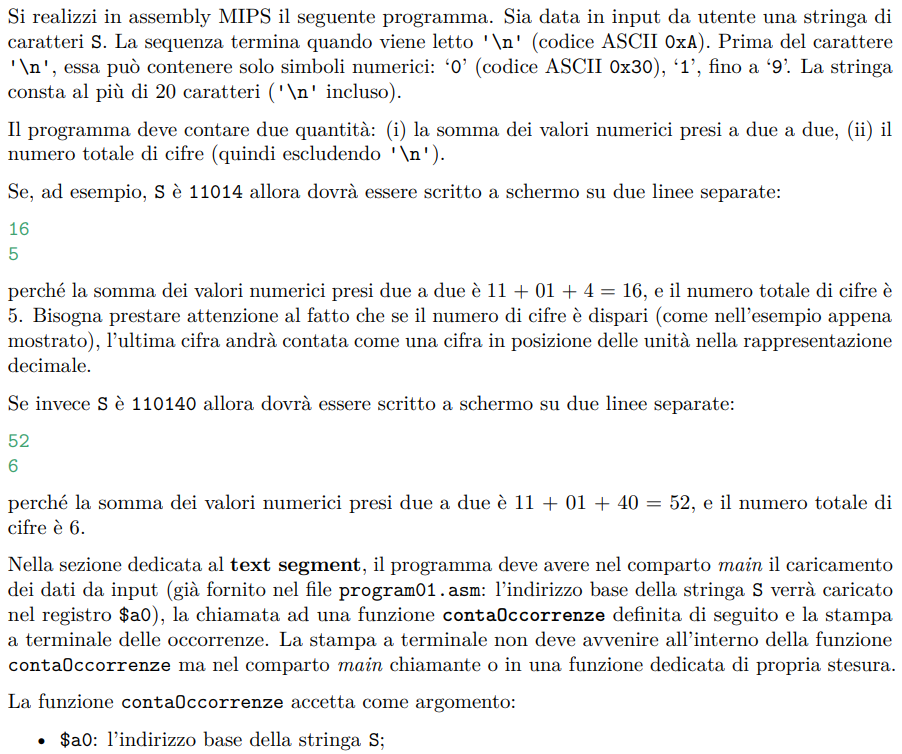 Si realizzi in assembly MIPS il seguente programma. Sia data in input da utente una stringa di
caratteri S. La sequenza termina quando viene letto '\n' (codice ASCII 0xA). Prima del carattere
'\n', essa può contenere solo simboli numerici: ‘0’ (codice ASCII 0x30), ‘1’, fino a ‘9’. La stringa
consta al più di 20 caratteri ('\n' incluso).
Il programma deve contare due quantità: (i) la somma dei valori numerici presi a due a due, (ii) il
numero totale di cifre (quindi escludendo '\n').
Se, ad esempio, S è 11014 allora dovrà essere scritto a schermo su due linee separate:
16
5
perché la somma dei valori numerici presi due a due è 11 + 01 + 4 = 16, e il numero totale di cifre è
5. Bisogna prestare attenzione al fatto che se il numero di cifre è dispari (come nell’esempio appena
mostrato), l’ultima cifra andrà contata come una cifra in posizione delle unità nella rappresentazione
decimale.
Se invece S è 110140 allora dovrà essere scritto a schermo su due linee separate:
52
6
perché la somma dei valori numerici presi due a due è 11 + 01 + 40 = 52, e il numero totale di
cifre è 6.
Nella sezione dedicata al text segment, il programma deve avere nel comparto main il caricamento
dei dati da input (già fornito nel file program01.asm: l’indirizzo base della stringa S verrà caricato
nel registro $a0), la chiamata ad una funzione contaOccorrenze definita di seguito e la stampa
a terminale delle occorrenze. La stampa a terminale non deve avvenire all’interno della funzione
contaOccorrenze ma nel comparto main chiamante o in una funzione dedicata di propria stesura.
La funzione contaOccorrenze accetta come argomento:
• $a0: l’indirizzo base della stringa S;